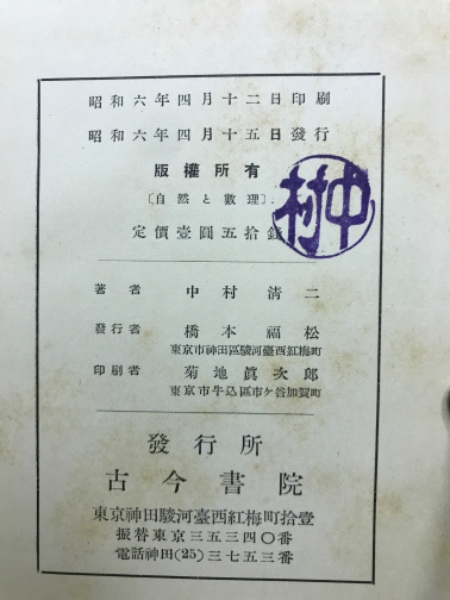 昭和六年四月十二日印刷
昭和六年四月十五日發行
版權所有
〔自然と數理〕
定價壹圓五拾錢
中村
著者 中村淸二
發行者 橋本福松
東京市神田區駿河臺西紅梅町
印刷者 菊地眞次郎
東京市牛込區市ケ谷加賀町
發行所
古今書院
東京神田駿河臺西紅梅町拾壹
振替東京三五三四〇番
電話神田(25)三七五三番